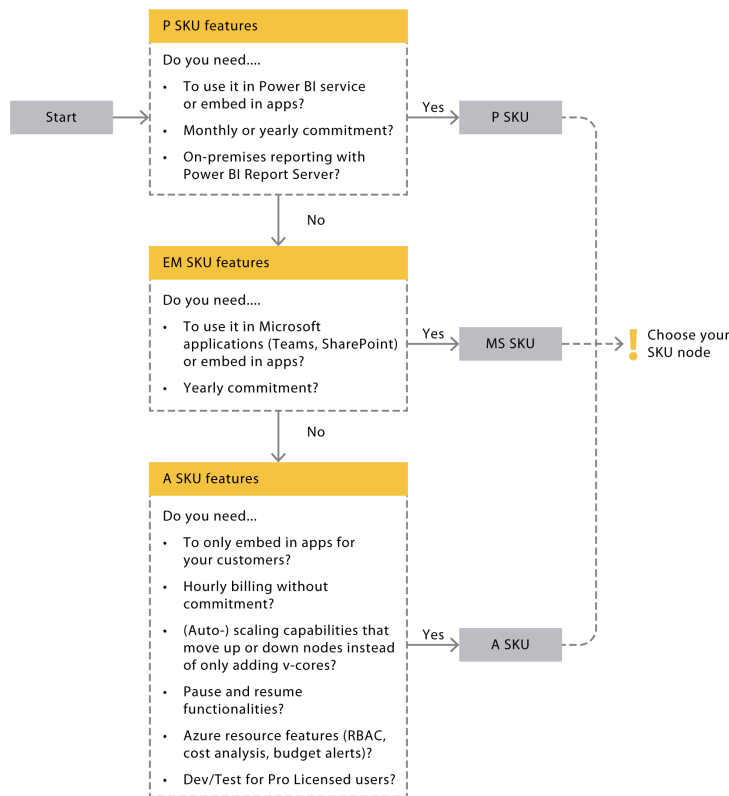 P SKU features
Do you need....
• To use it in Power BI service
or embed in apps?
• Monthly or yearly commitment?
• On-premises reporting with
Power BI Report Server?
Start
Yes
P SKU
No
EM SKU features
Do you need....
• To use it in Microsoft
applications (Teams, SharePoint)
or embed in apps?
• Yearly commitment?
Yes
MS SKU
! Choose your
SKU node
No
A SKU features
Do you need...
• To only embed in apps for
your customers?
• Hourly billing without
commitment?
• (Auto-) scaling capabilities that
move up or down nodes instead
of only adding v-cores?
• Pause and resume
functionalities?
• Azure resource features (RBAC,
cost analysis, budget alerts)?
• Dev/Test for Pro Licensed users?
Yes
A SKU